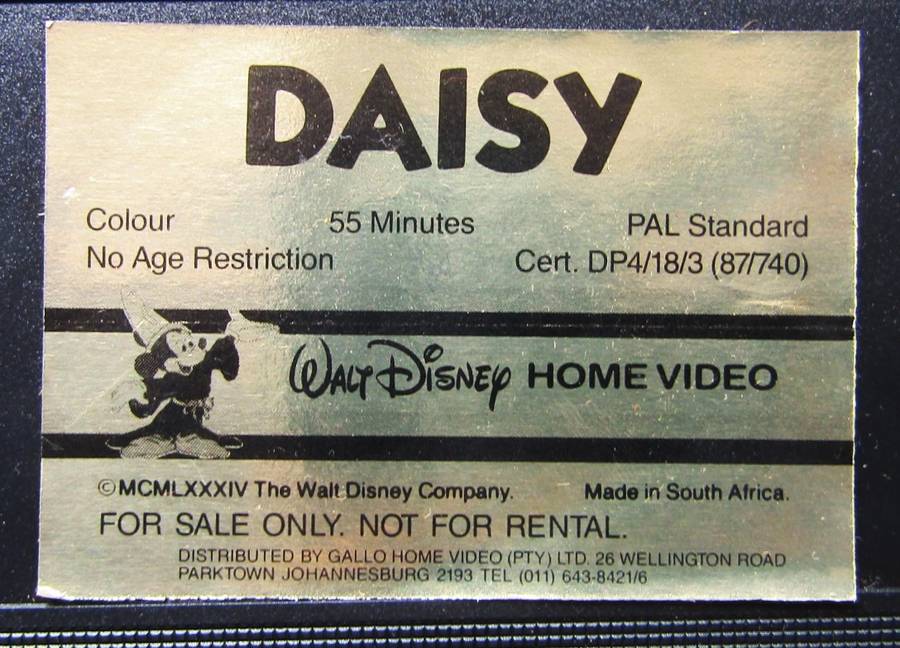 DAISY
Colour 55 Minutes PAL Standard
No Age Restriction Cert. DP4/18/3 (87/740)
WALT DISNEY HOME VIDEO
©MCMLXXXIV The Walt Disney Company. Made in South Africa.
FOR SALE ONLY. NOT FOR RENTAL.
DISTRIBUTED BY GALLO HOME VIDEO (PTY) LTD. 26 WELLINGTON ROAD
PARKTOWN JOHANNESBURG 2193 TEL (011) 643-8421/6